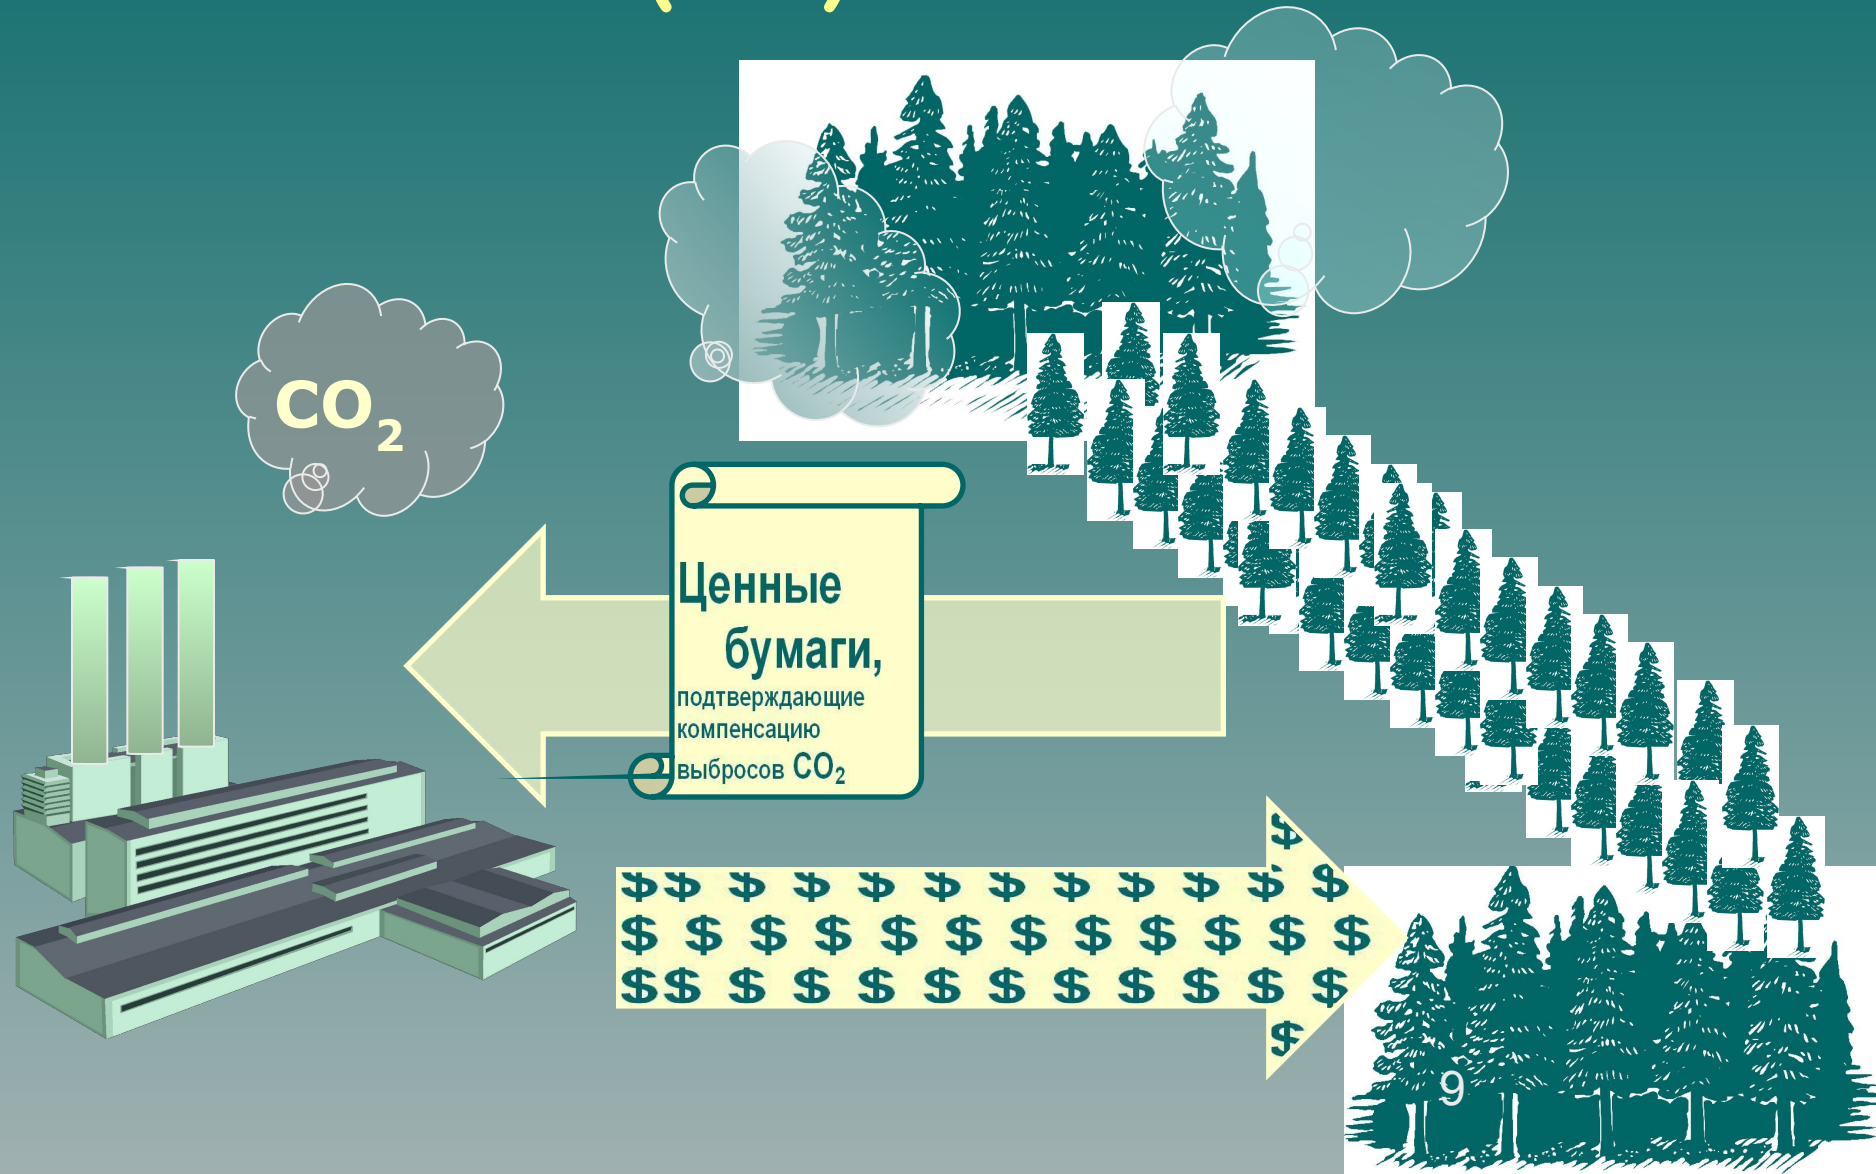 CO2
Ценные
бумаги,
подтверждающие
компенсацию
выбросов CO2
$$ $ $ $ $ $ $ $ $ $ $
$ $ $ $ $ $ $ $ $ $ $ $
$$ $ $ $ $ $ $ $ $ $ $
$
$
9